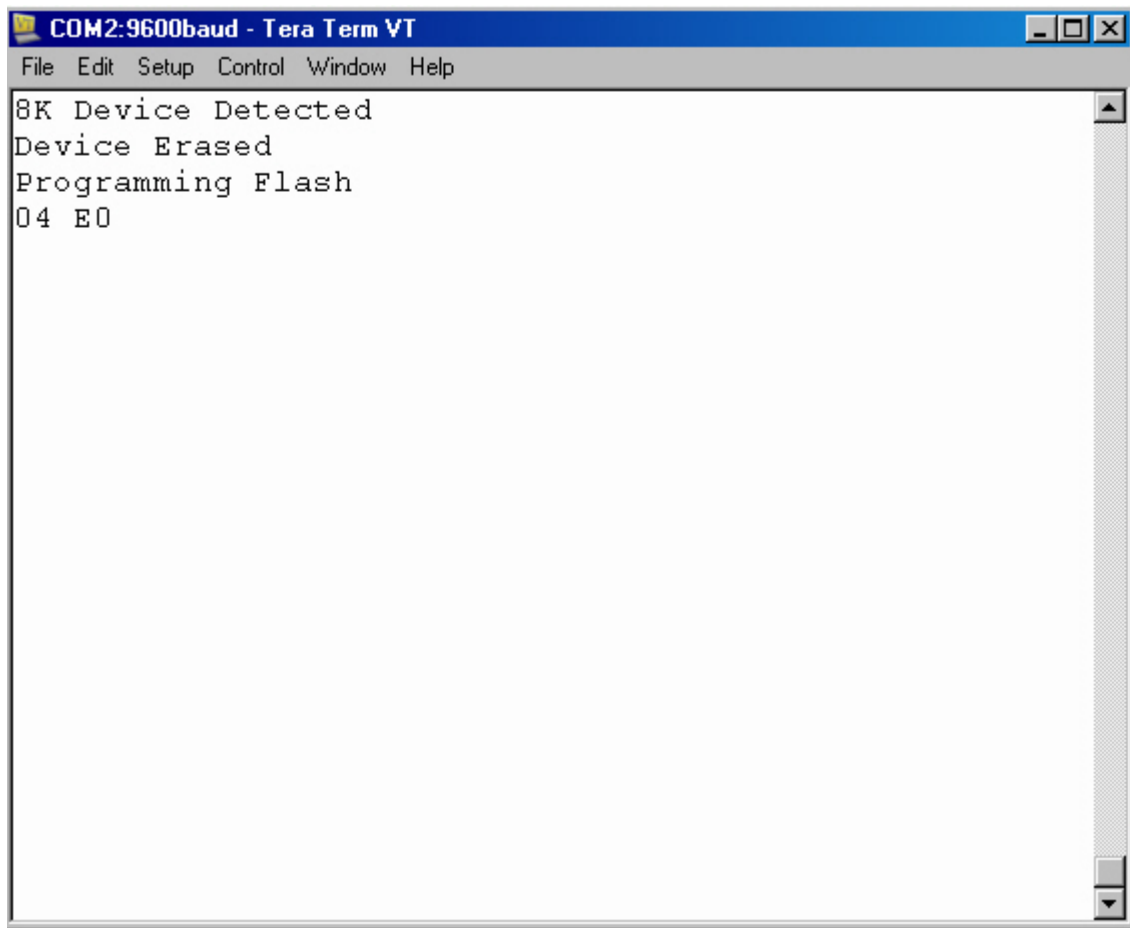 COM2:9600baud - Tera Term VT
File Edit Setup Control Window Help
8K Device Detected
Device Erased
Programming Flash
04 E0